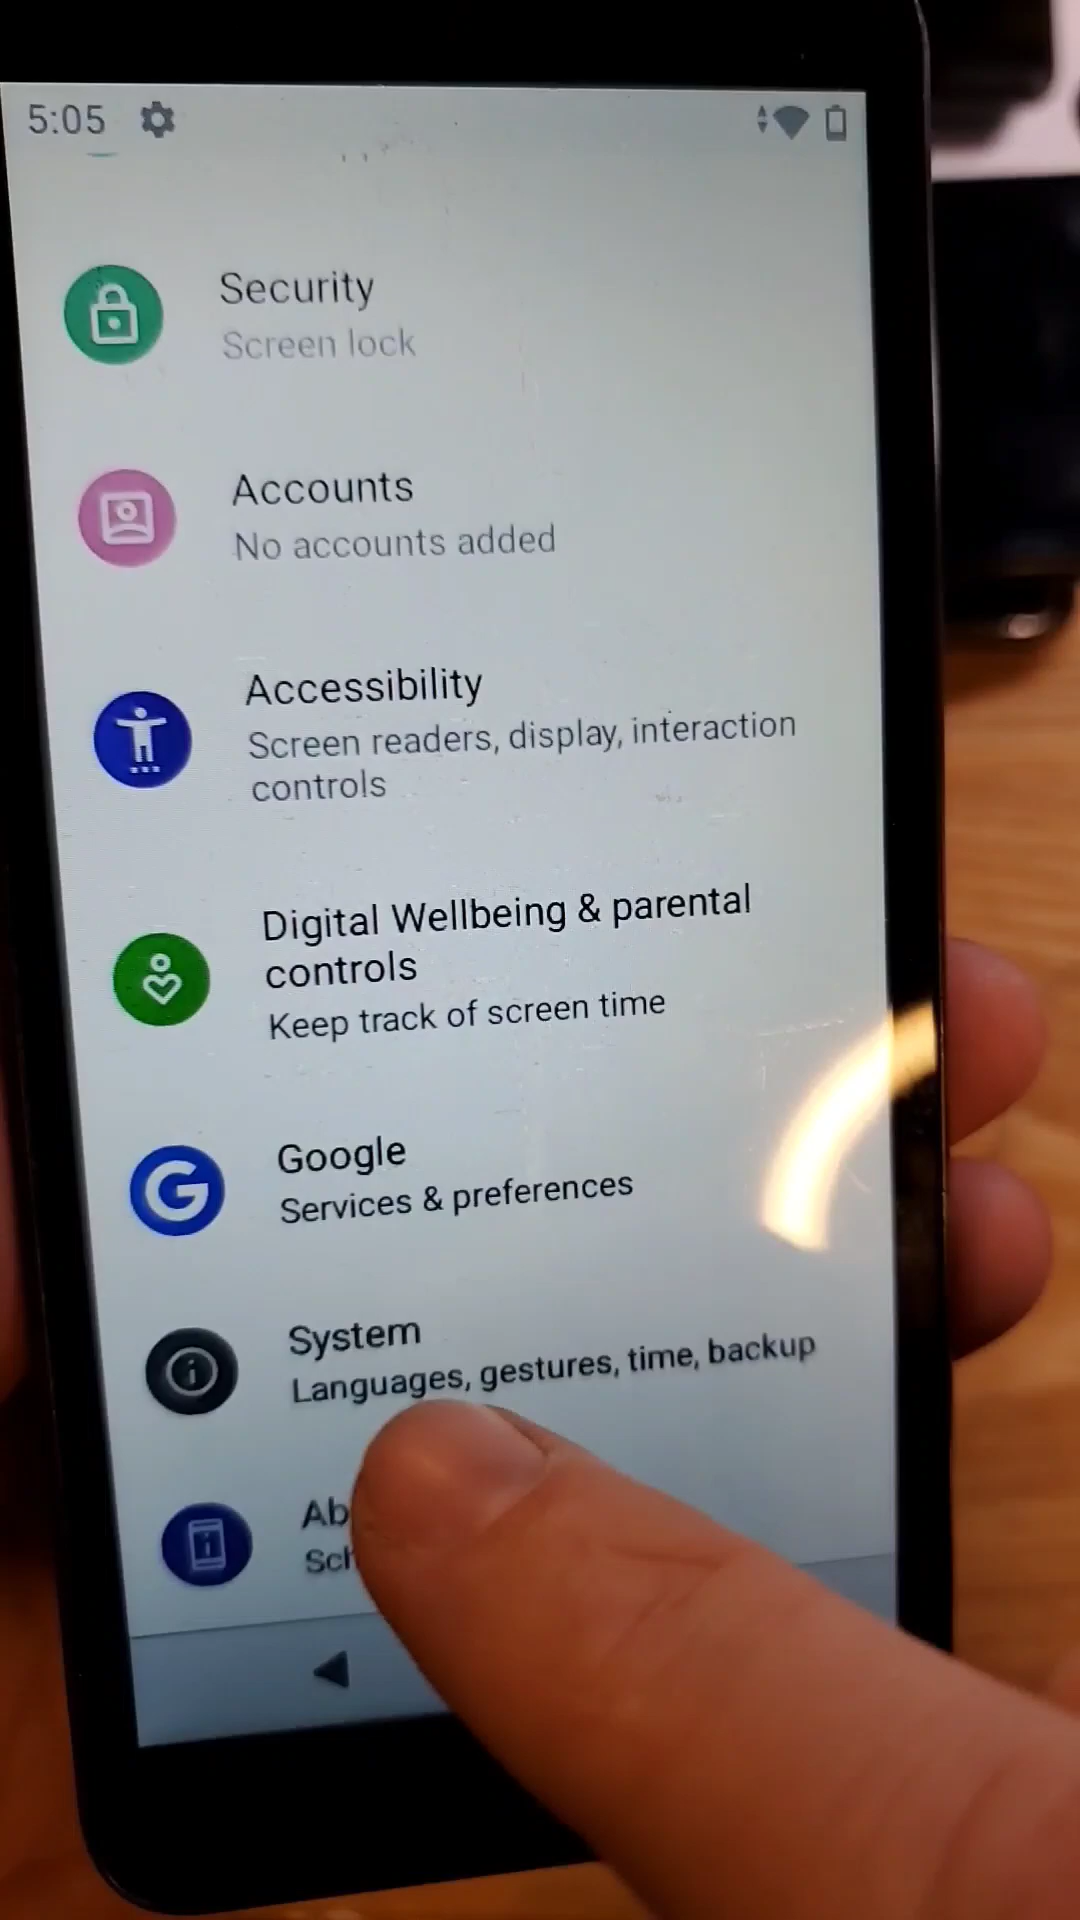 5:05
Security
Screen lock
Accounts
No accounts added
Accessibility
Screen readers, display, interaction
controls
Digital Wellbeing & parental
controls
Keep track of screen time
Google
Services & preferences
System
Languages, gestures, time, backup